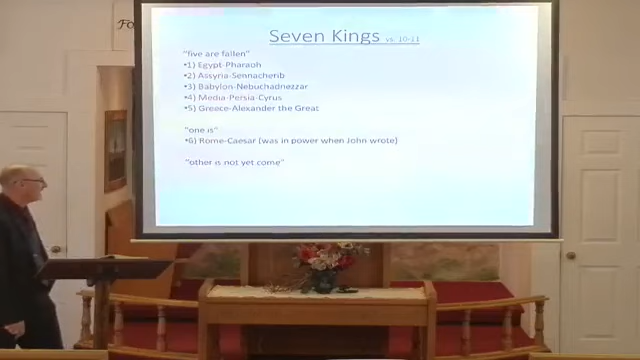 Fo
Seven Kings vs. 10-11
"five are fallen"
•1) Egypt-Pharaoh
•2) Assyria-Sennacherib
•3) Babylon-Nebuchadnezzar
•4) Media-Persia-Cyrus
•5) Greece-Alexander the Great
"one is"
•6) Rome-Caesar (was in power when John wrote)
"other is not yet come"